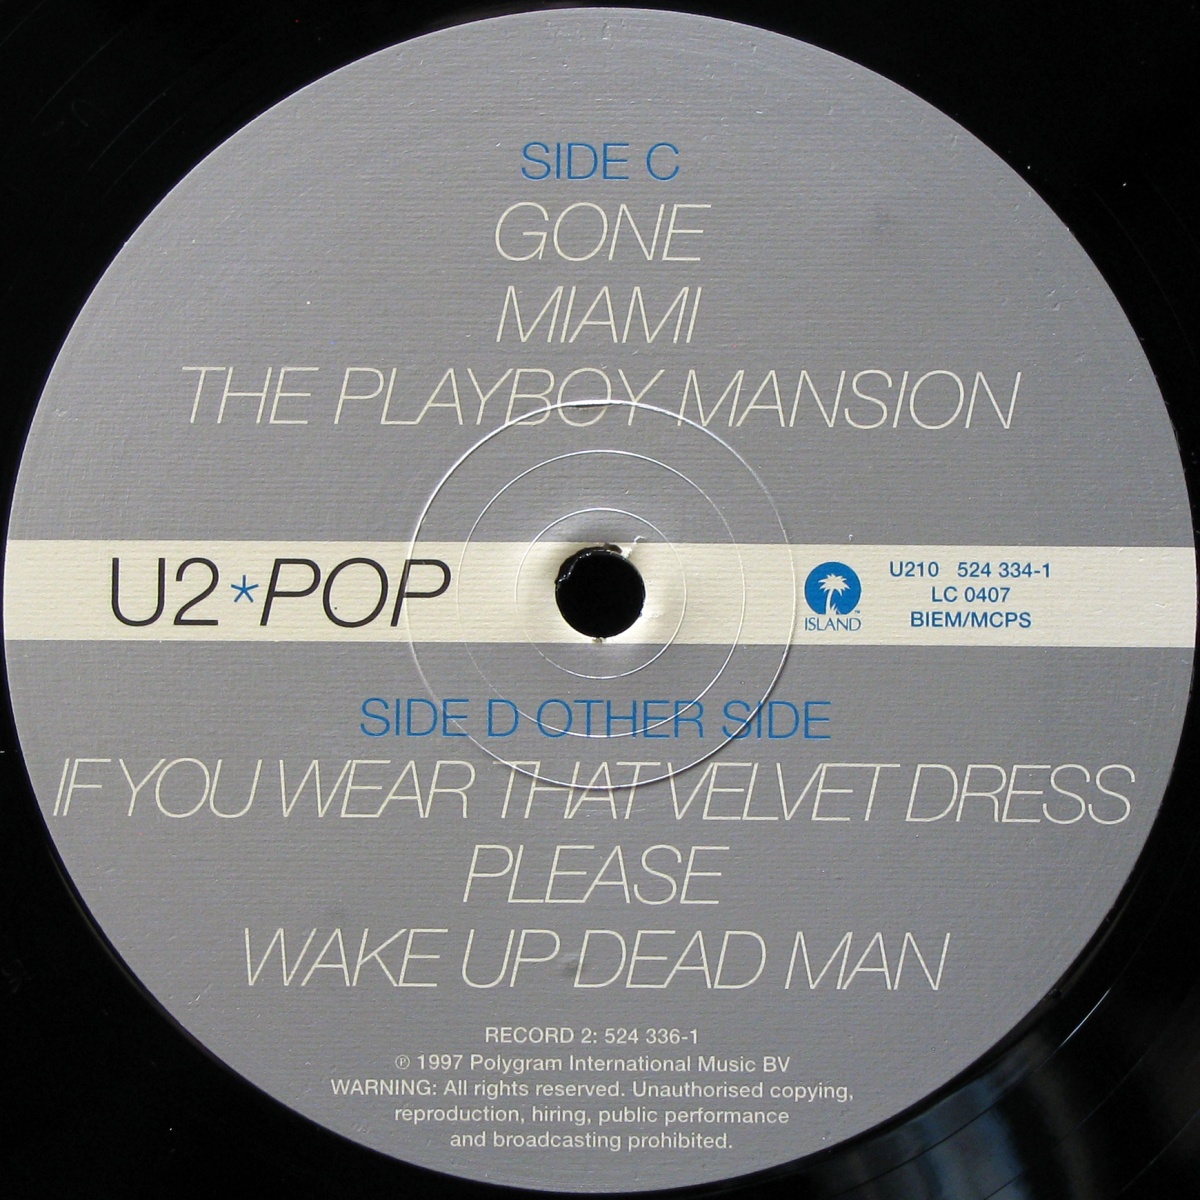 SIDE C
GONE
MIAMI
THE PLAYBOY MANSION
U2*POP
ISLAND™
U210 524 334-1
LC 0407
BIEM/MCPS
SIDE D OTHER SIDE
IF YOU WEAR THAT VELVET DRESS
PLEASE
WAKE UP DEAD MAN
RECORD 2: 524 336-1
℗ 1997 Polygram International Music BV
WARNING: All rights reserved. Unauthorised copying,
reproduction, hiring, public performance
and broadcasting prohibited.